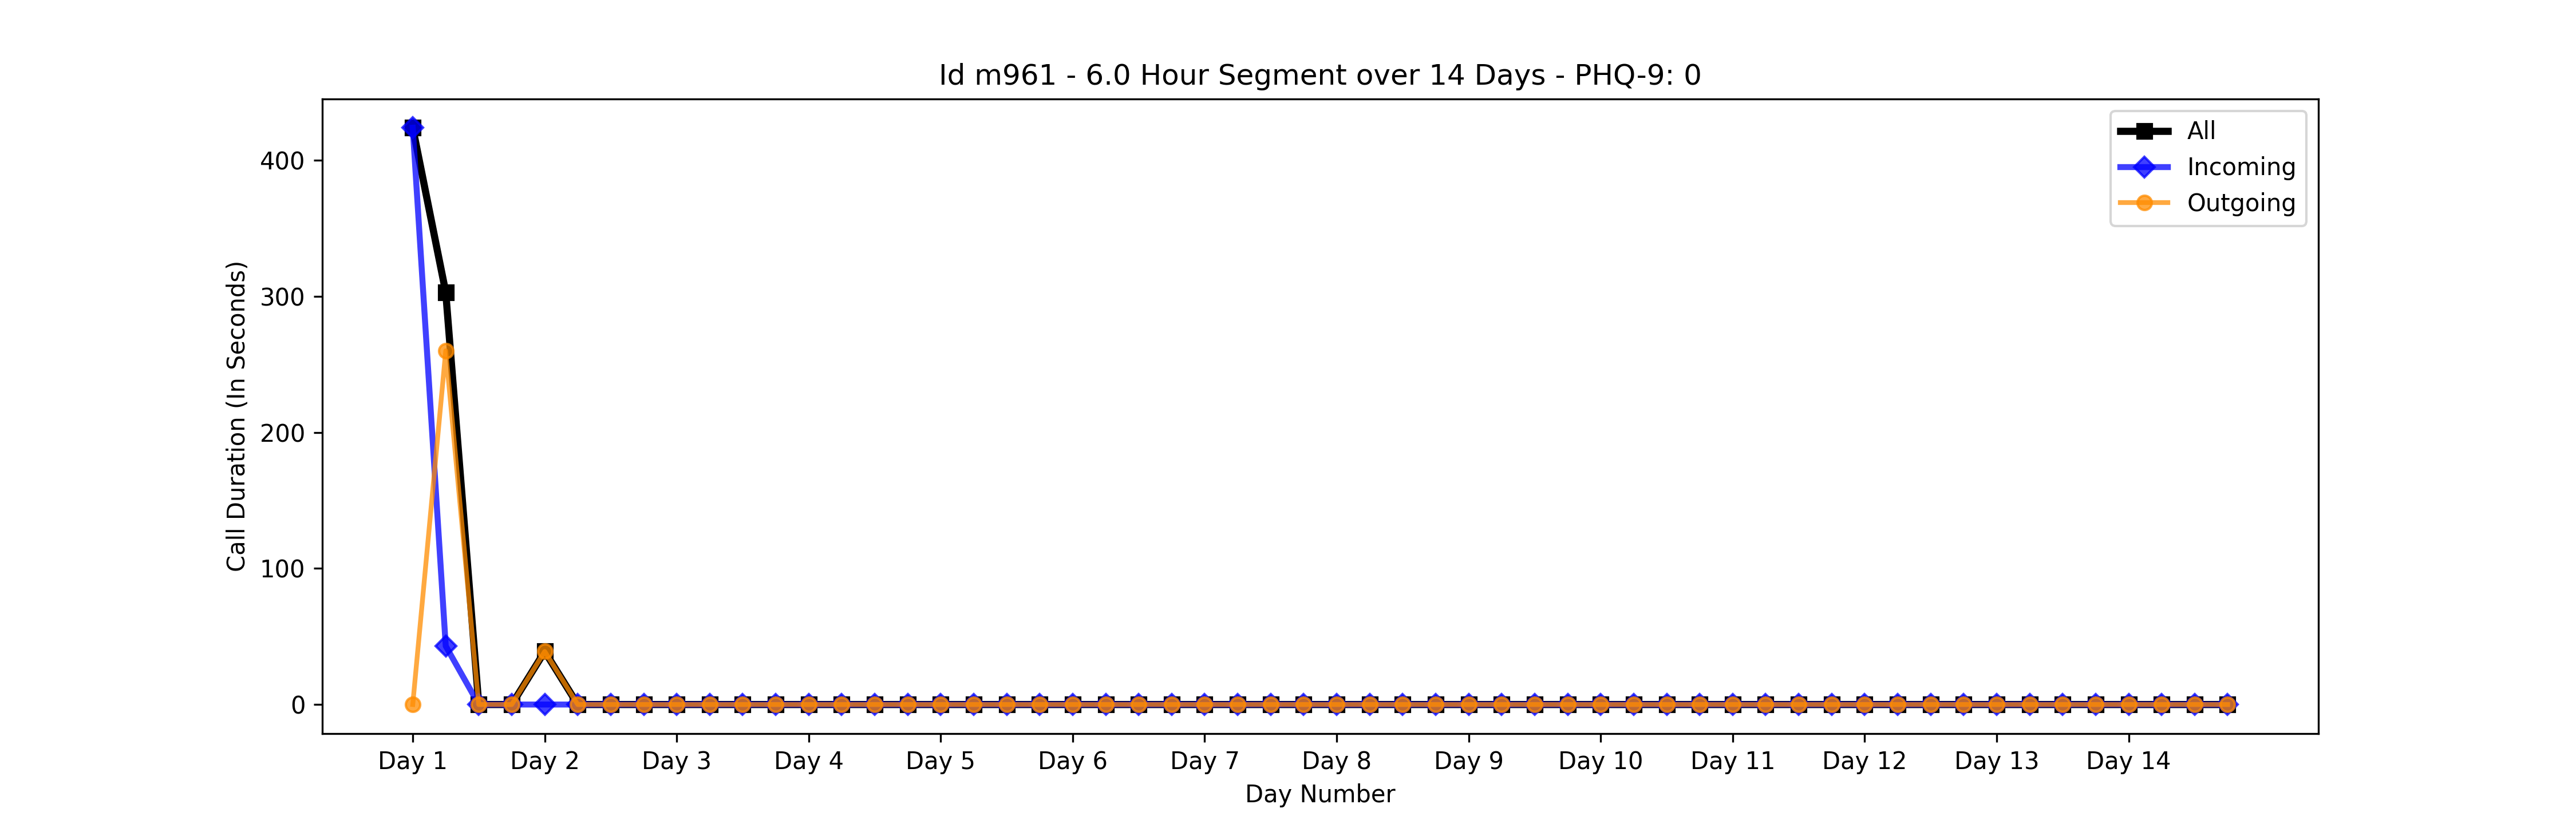 Id m961 - 6.0 Hour Segment over 14 Days - PHQ-9: 0
All
Incoming
Outgoing
Call Duration (In Seconds)
400
300
200
100
0
Day 1 Day 2 Day 3 Day 4 Day 5 Day 6 Day 7 Day 8 Day 9 Day 10 Day 11 Day 12 Day 13 Day 14
Day Number